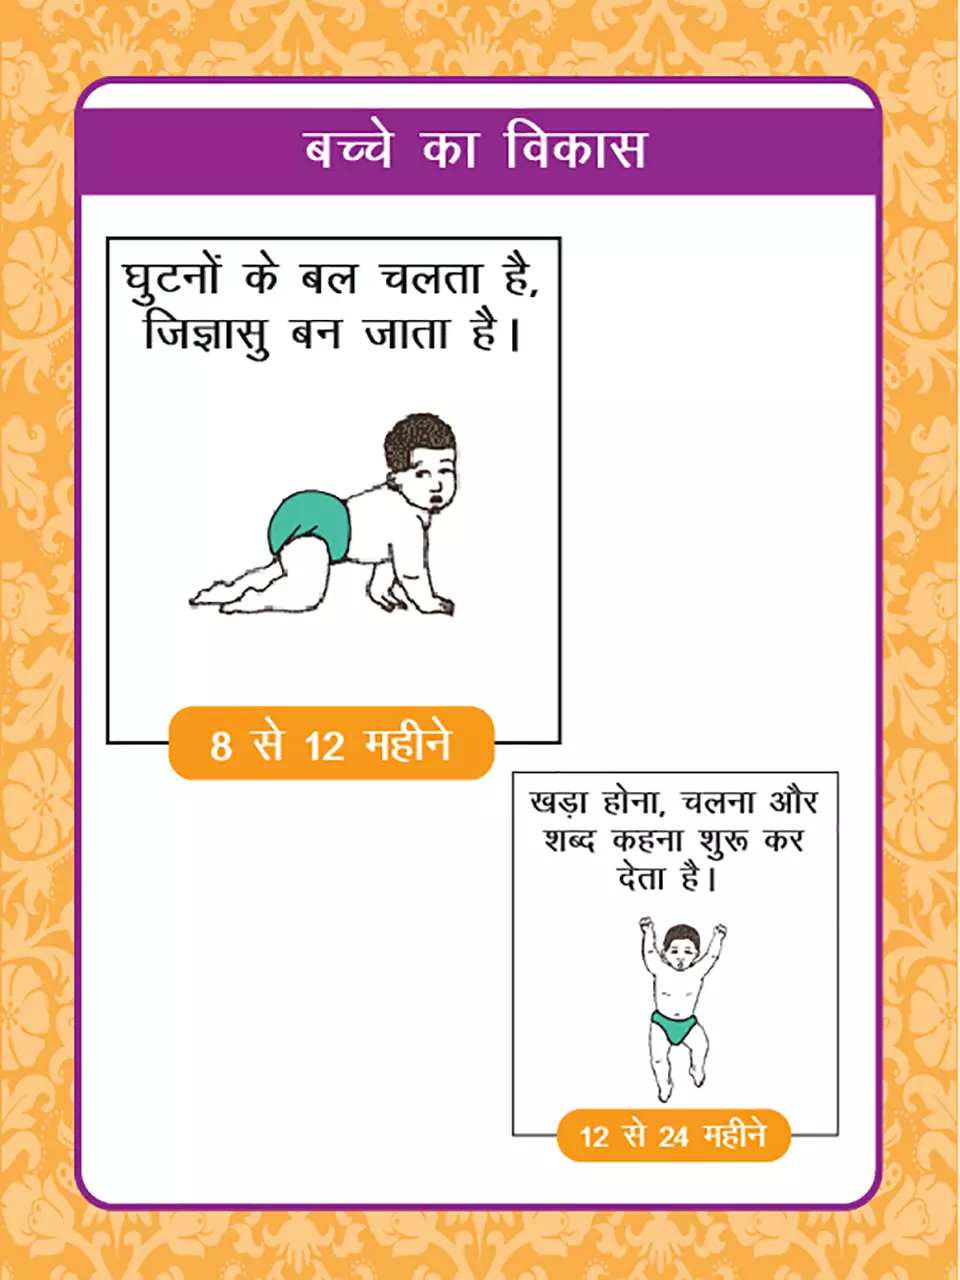 बच्चे का विकास
घुटनों के बल चलता है,
जिज्ञासु बन जाता है।
8 से 12 महीने
खड़ा होना, चलना और
शब्द कहना शुरू कर
देता है।
12 से 24 महीने